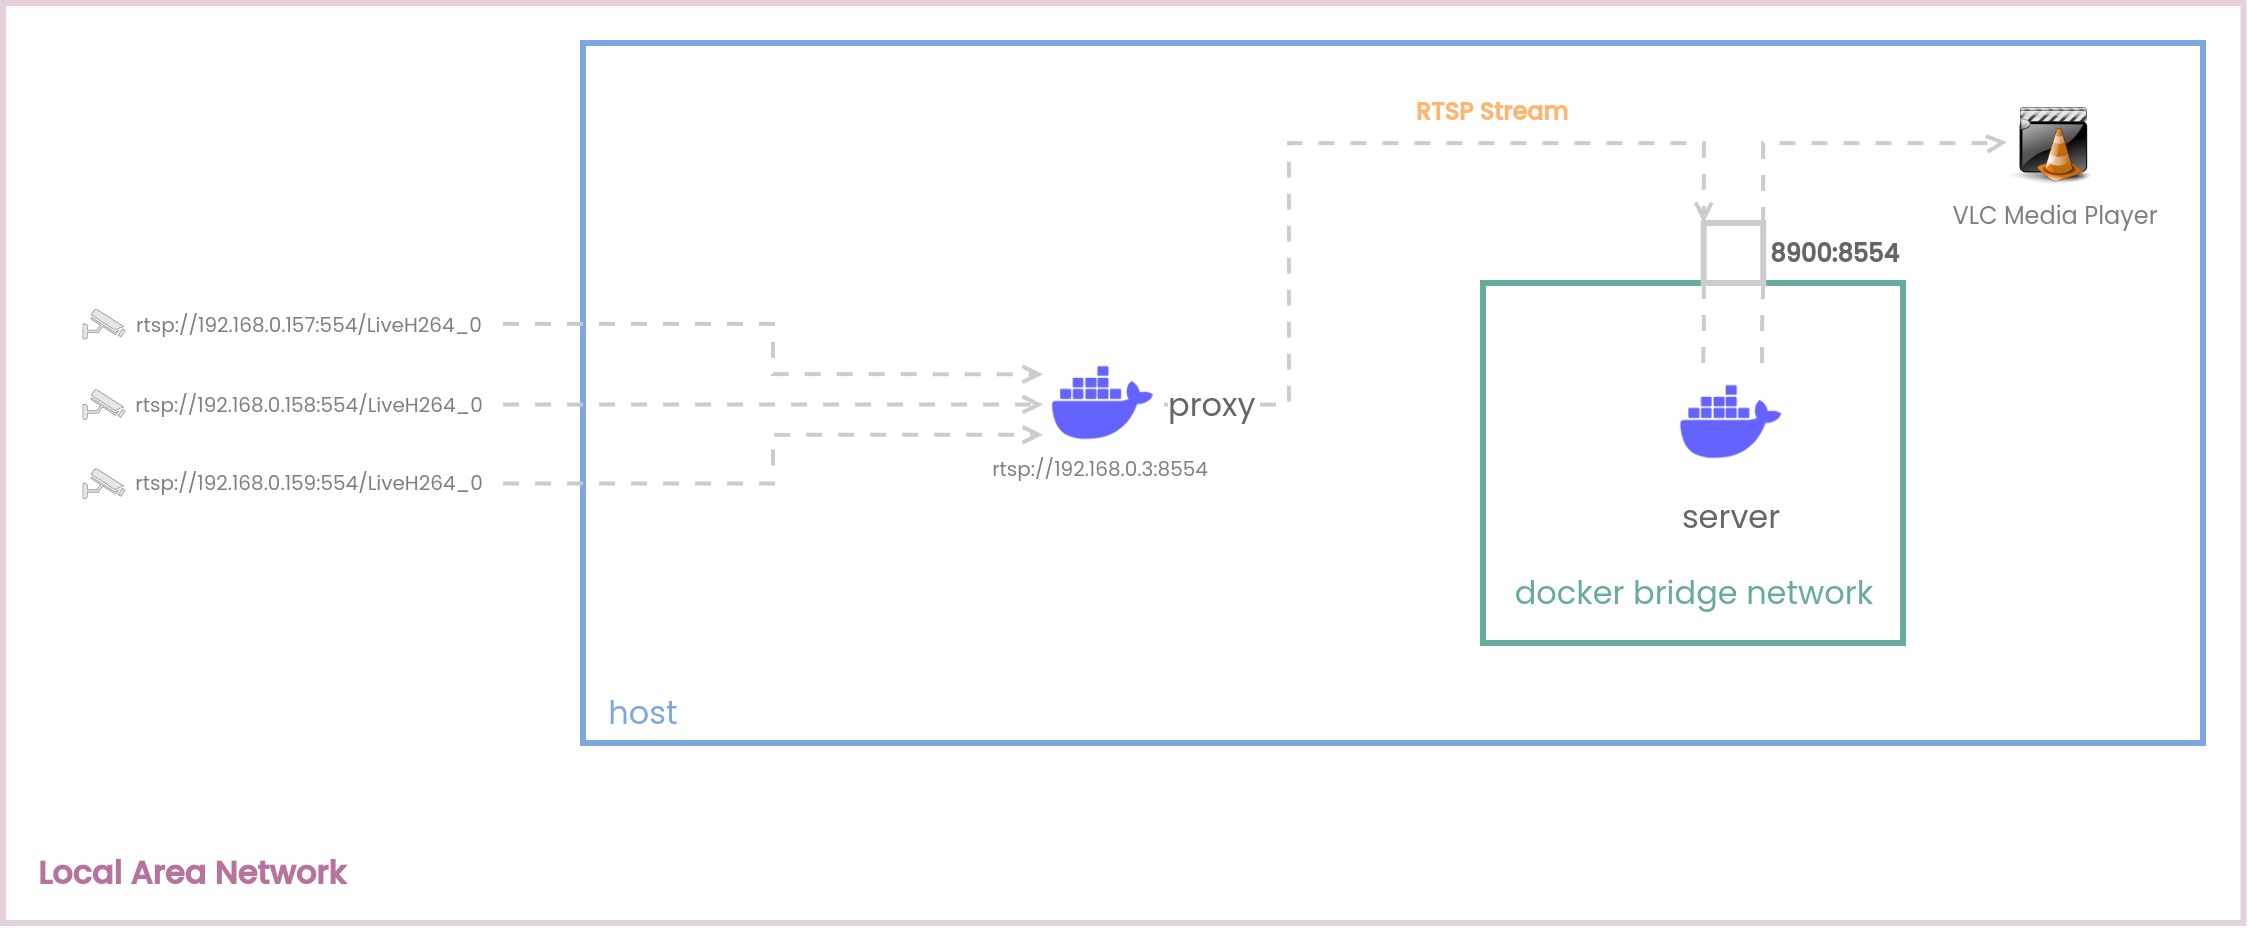 RTSP Stream
VLC Media Player
8900:8554
rtsp://192.168.0.157:554/LiveH264_0
rtsp://192.168.0.158:554/LiveH264_0
rtsp://192.168.0.159:554/LiveH264_0
proxy
rtsp://192.168.0.3:8554
server
docker bridge network
host
Local Area Network